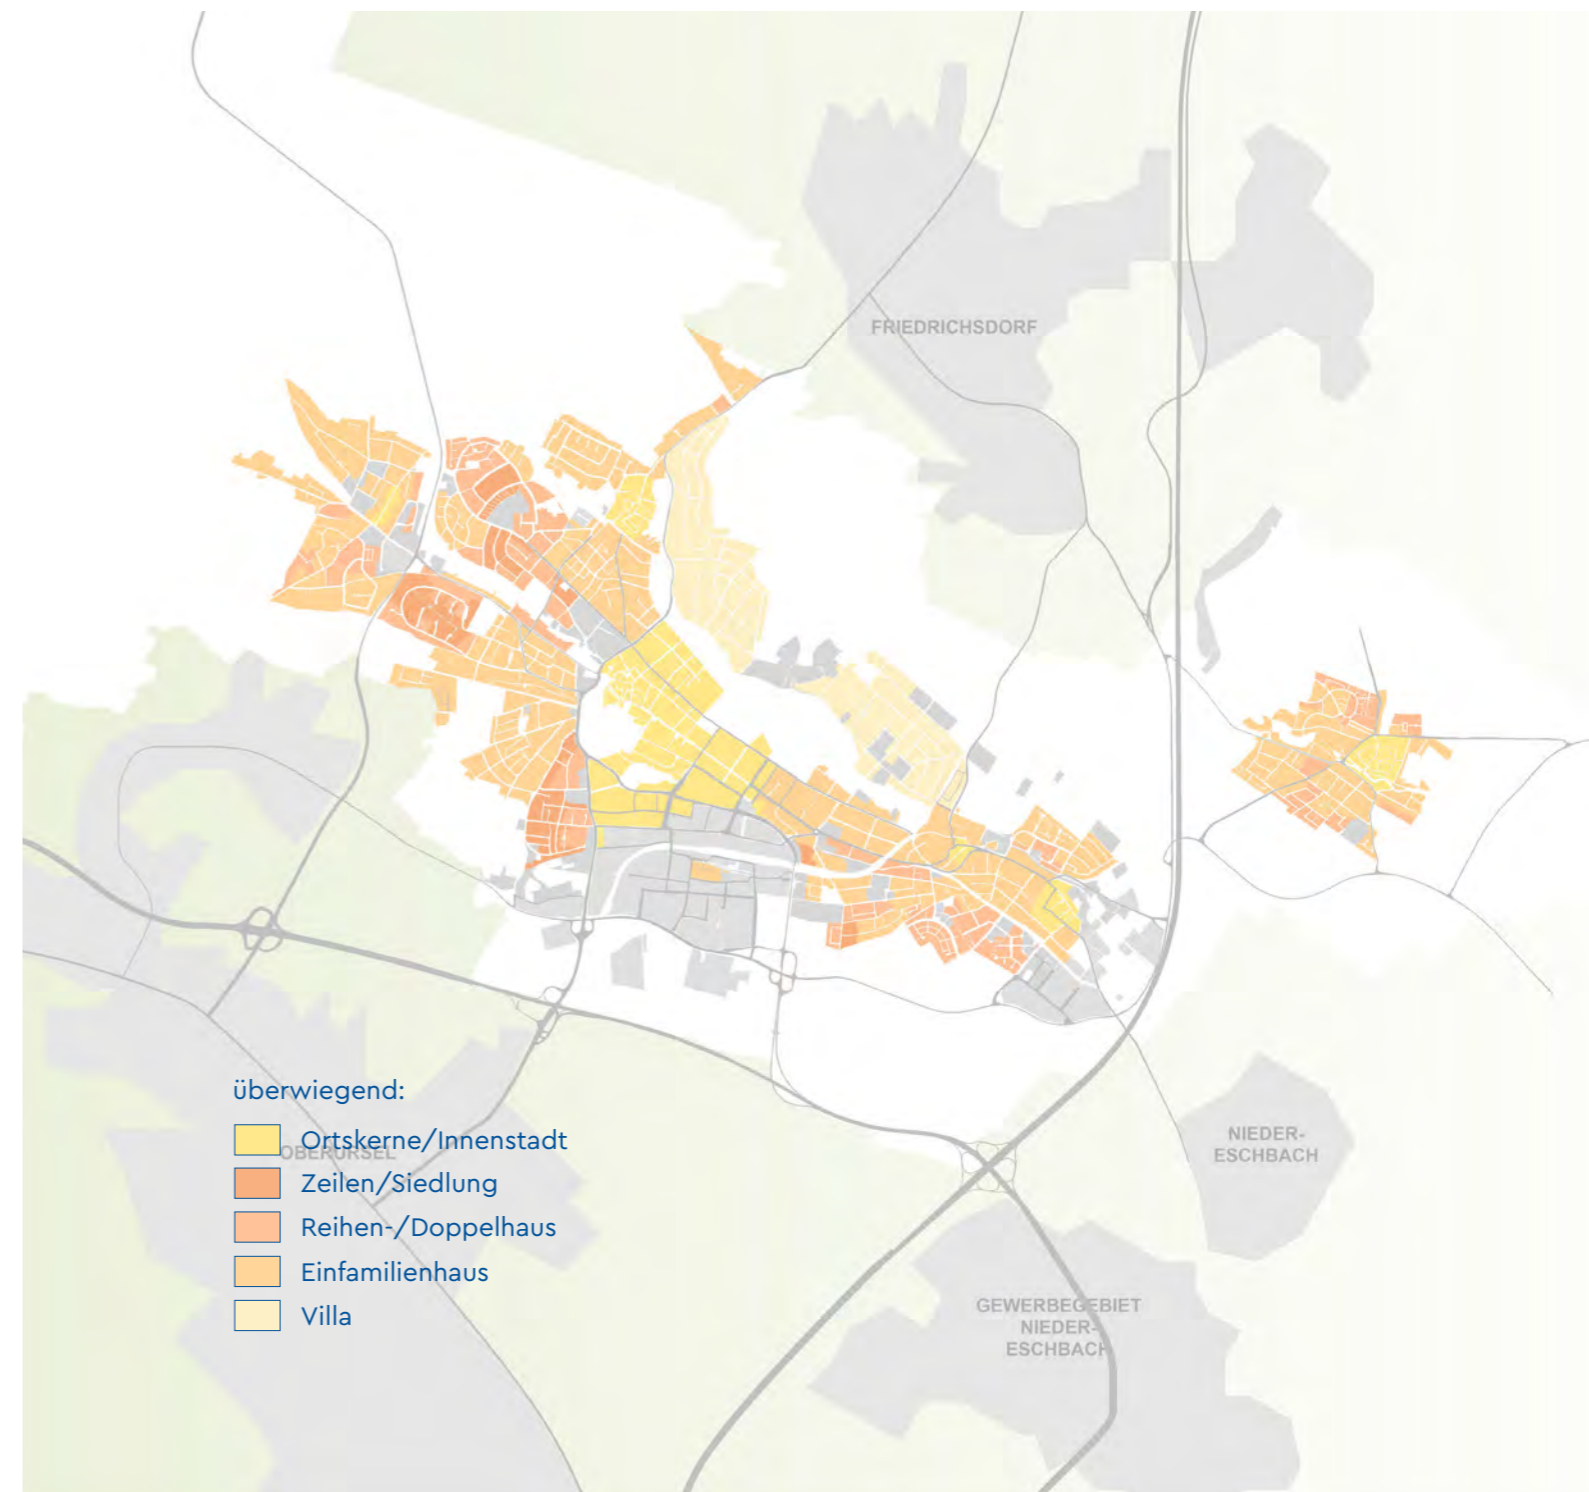 FRIEDRICHSDORF
überwiegend:
Ortskerne/Innenstadt
OBERURSEL
Zeilen/Siedlung
Reihen-/Doppelhaus
Einfamilienhaus
Villa
NIEDER-
ESCHBACH
GEWERBEGEBIET
NIEDER-
ESCHBACH